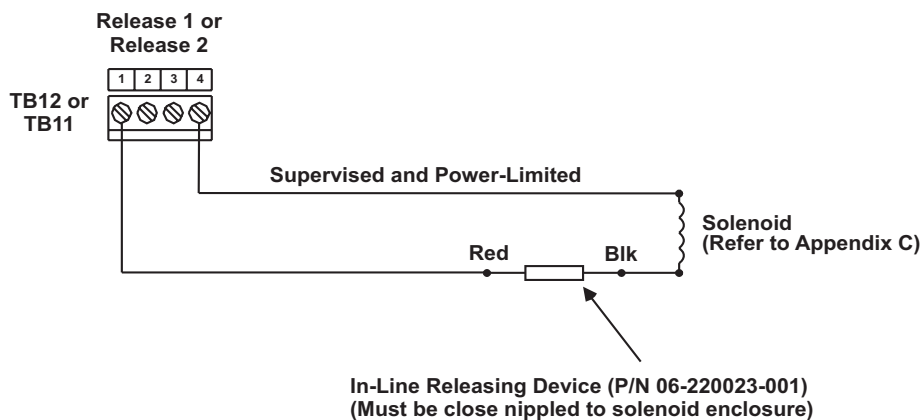 Release 1 or
Release 2
1 2 3 4
TB12 or
TB11
Supervised and Power-Limited
Solenoid
(Refer to Appendix C)
Red
Blk
In-Line Releasing Device (P/N 06-220023-001)
(Must be close nippled to solenoid enclosure)